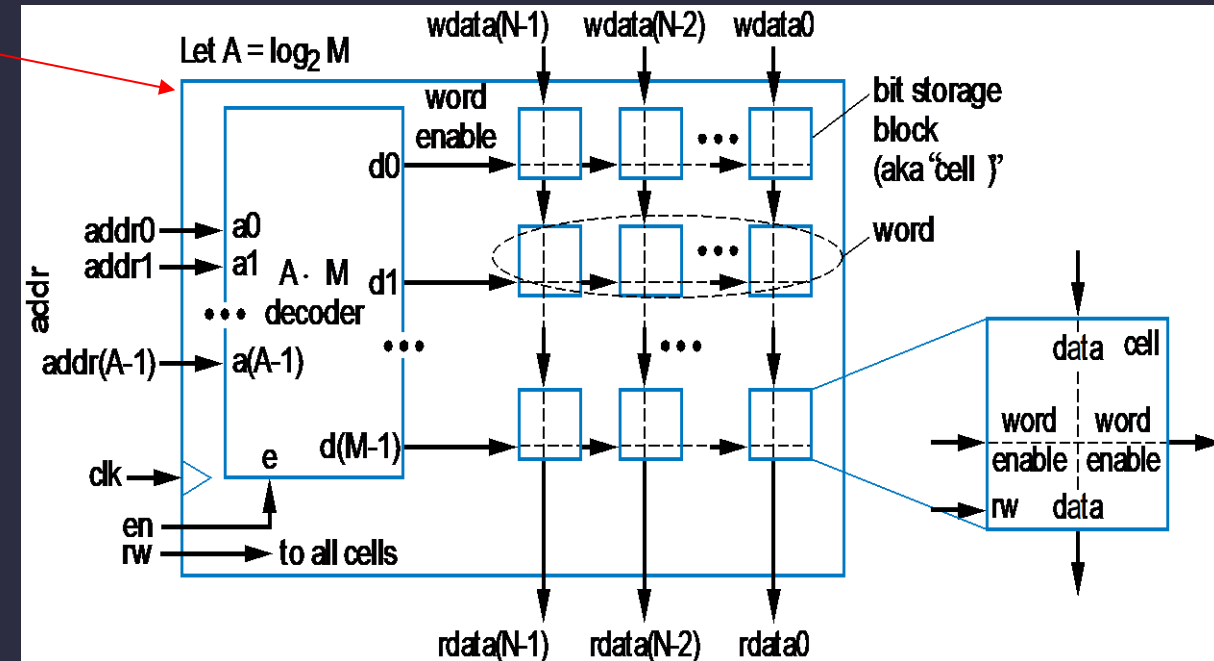 wdata(N-1) wdata(N-2) wdata0
Let A = log2 M
word
enable
bit storage
block
(aka “cell )”
d0
addr0
a0
word
addr1
a1
A · M
d1
decoder
addr
addr(A-1)
a(A-1)
data cell
word word
d(M-1)
enable enable
e
clk
rw data
en
rw
to all cells
rdata(N-1) rdata(N-2) rdata0